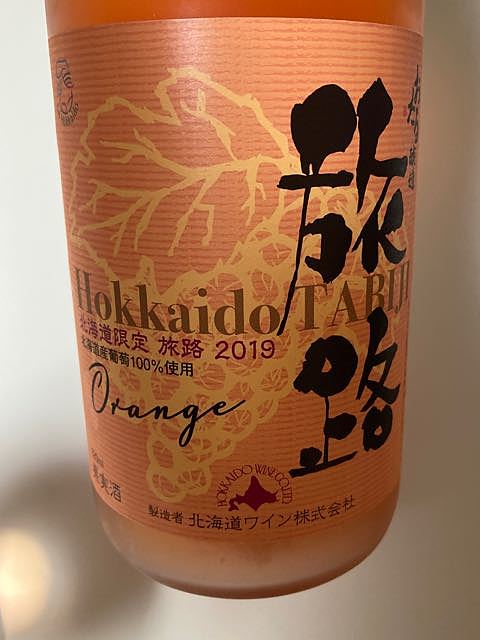 旅路
Hokkaido TABIJI
北海道限定 旅路 2019
北海道産葡萄100%使用
Orange
果実酒
HOKKAIDO WINE CO.,LTD
製造者 北海道ワイン株式会社